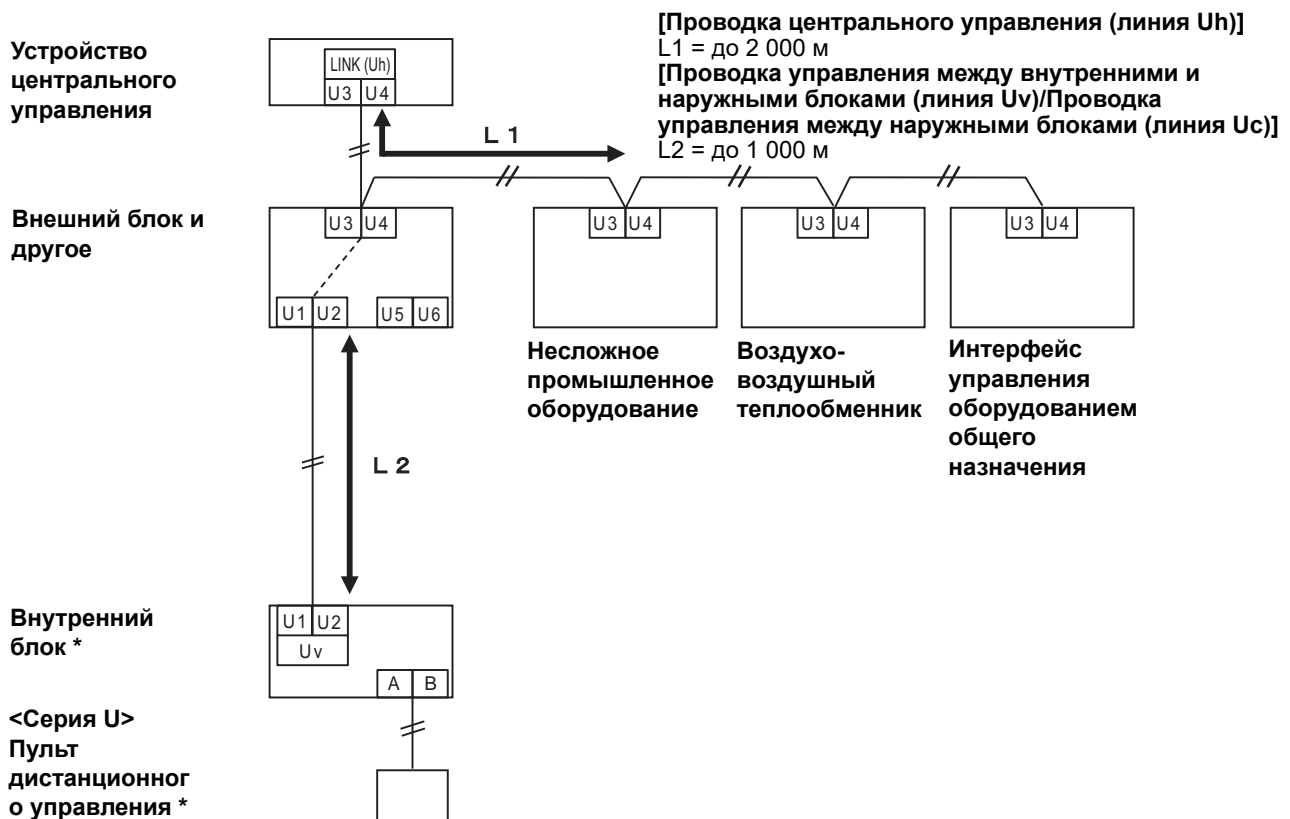 [Проводка центрального управления (линия Uh)]
L1 = до 2 000 м
[Проводка управления между внутренними и
наружными блоками (линия Uv)/Проводка
управления между наружными блоками (линия Uc)]
L2 = до 1 000 м
Устройство
центрального
управления
LINK (Uh)
U3 U4
L 1
Внешний блок и
другое
U3 U4
U1 U2
U5 U6
U3 U4
U3 U4
U3 U4
Несложное
промышленное
оборудование
Воздухо-
воздушный
теплообменник
Интерфейс
управления
оборудованием
общего
назначения
L 2
Внутренний
блок *
U1 U2
Uv
A B
<Серия U>
Пульт
дистанционног
о управления *